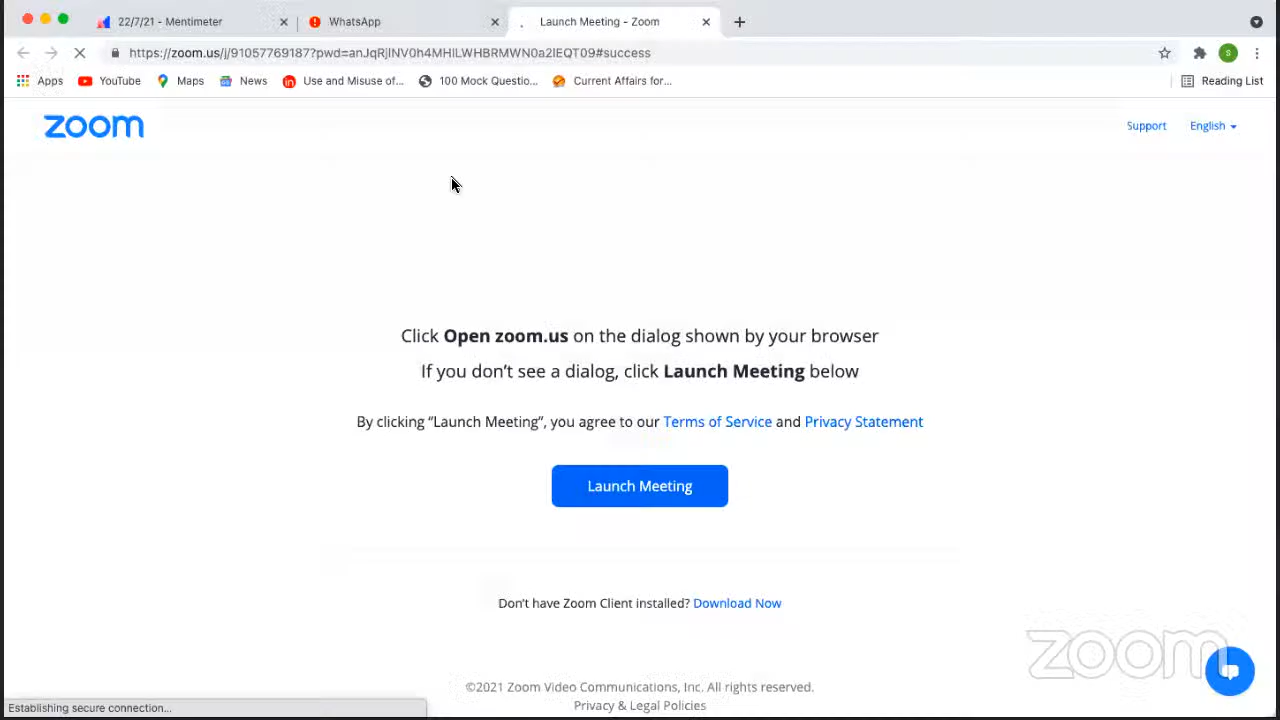 22/7/21 - Mentimeter
WhatsApp
Launch Meeting - Zoom
https://zoom.us/j/91057769187?pwd=anJqRjlNV0h4MHlLWHBRMWN0a2lEQT09#success
S
Apps
YouTube
Maps
News
Use and Misuse of...
100 Mock Questio...
Current Affairs for...
Reading List
zoom
Support
English
Click Open zoom.us on the dialog shown by your browser
If you don't see a dialog, click Launch Meeting below
By clicking "Launch Meeting", you agree to our Terms of Service and Privacy Statement
Launch Meeting
Don't have Zoom Client installed? Download Now
zoom
©2021 Zoom Video Communications, Inc. All rights reserved.
Privacy & Legal Policies
Establishing secure connection...